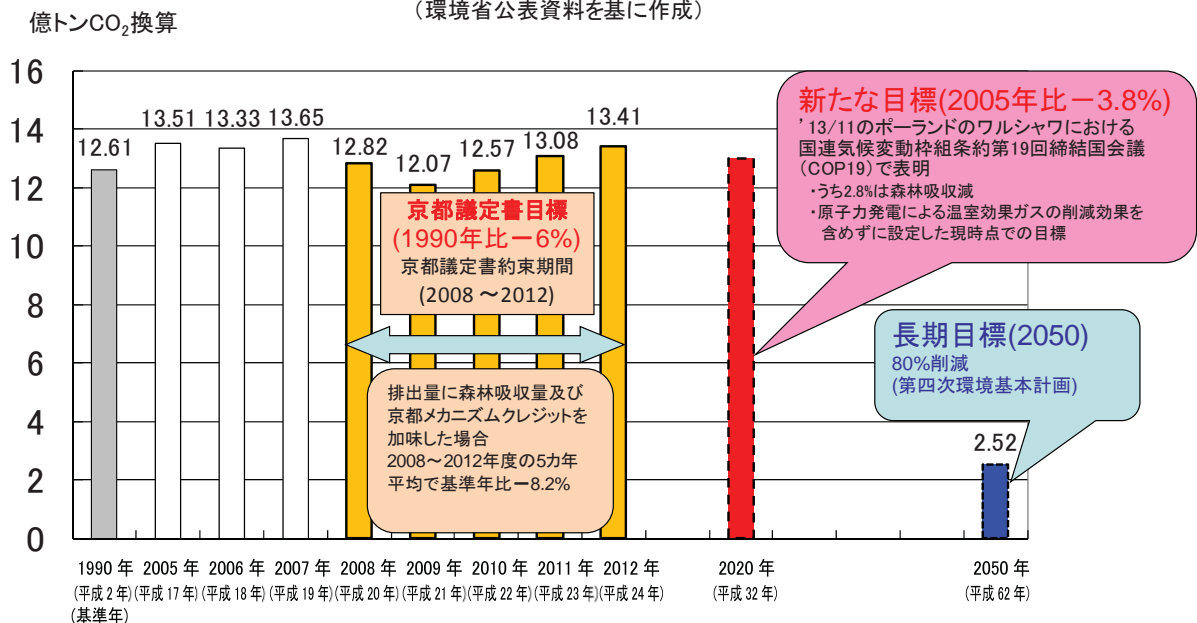 (環境省公表資料を基に作成)
億トンCO₂換算
16
14
12
10
8
6
4
2
0
12.61
13.51
13.33
13.65
12.82
12.07
12.57
13.08
13.41
2.52
新たな目標(2005年比-3.8%)
’13/11のポーランドのワルシャワにおける
国連気候変動枠組条約第19回締結国会議
(COP19)で表明
・うち2.8%は森林吸収減
・原子力発電による温室効果ガスの削減効果を
含めずに設定した現時点での目標
京都議定書目標
(1990年比-6%)
京都議定書約束期間
(2008 ~2012)
排出量に森林吸収量及び
京都メカニズムクレジットを
加味した場合
2008~2012年度の5カ年
平均で基準年比-8.2%
長期目標(2050)
80%削減
(第四次環境基本計画)
1990 年 2005 年 2006 年 2007 年 2008 年 2009 年 2010 年 2011 年 2012 年 2020 年 2050 年
(平成 2 年) (平成 17 年) (平成 18 年) (平成 19 年) (平成 20 年) (平成 21 年) (平成 22 年) (平成 23 年) (平成 24 年) (平成 32 年) (平成 62 年)
(基準年)